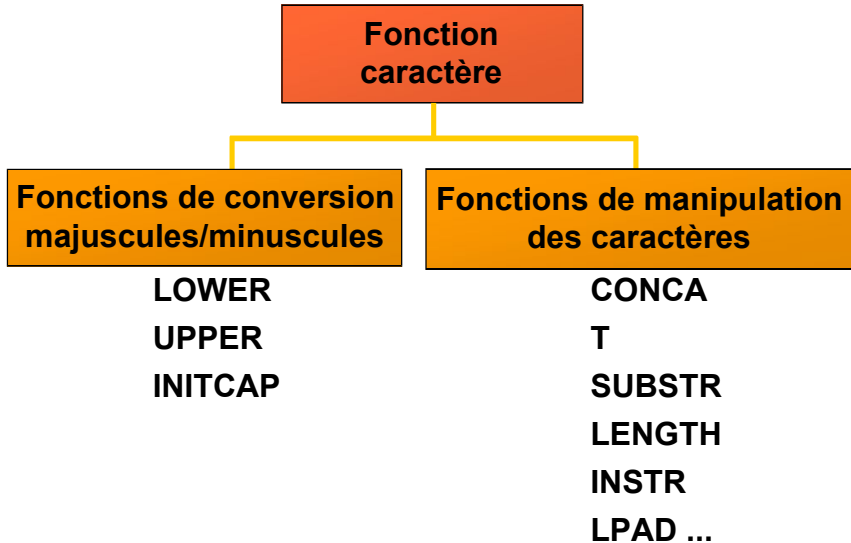 Fonction
caractère
Fonctions de conversion
majuscules/minuscules
LOWER
UPPER
INITCAP
Fonctions de manipulation
des caractères
CONCA
T
SUBSTR
LENGTH
INSTR
LPAD ...